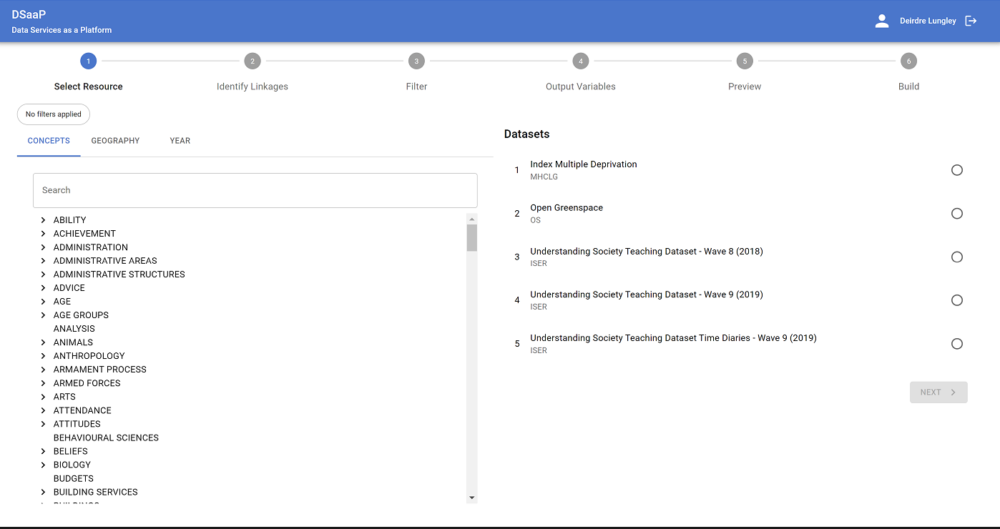 DSaaP
Data Services as a Platform
Deirdre Lungley
1
2
3
4
5
6
Select Resource
Identify Linkages
Filter
Output Variables
Preview
Build
No filters applied
CONCEPTS
GEOGRAPHY
YEAR
Search
ABILITY
ACHIEVEMENT
ADMINISTRATION
ADMINISTRATIVE AREAS
ADMINISTRATIVE STRUCTURES
ADVICE
AGE
AGE GROUPS
ANALYSIS
ANIMALS
ANTHROPOLOGY
ARMAMENT PROCESS
ARMED FORCES
ARTS
ATTENDANCE
ATTITUDES
BEHAVIOURAL SCIENCES
BELIEFS
BIOLOGY
BUDGETS
BUILDING SERVICES
Datasets
1
Index Multiple Deprivation
MHCLG
2
Open Greenspace
OS
3
Understanding Society Teaching Dataset - Wave 8 (2018)
ISER
4
Understanding Society Teaching Dataset - Wave 9 (2019)
ISER
5
Understanding Society Teaching Dataset Time Diaries - Wave 9 (2019)
ISER
NEXT